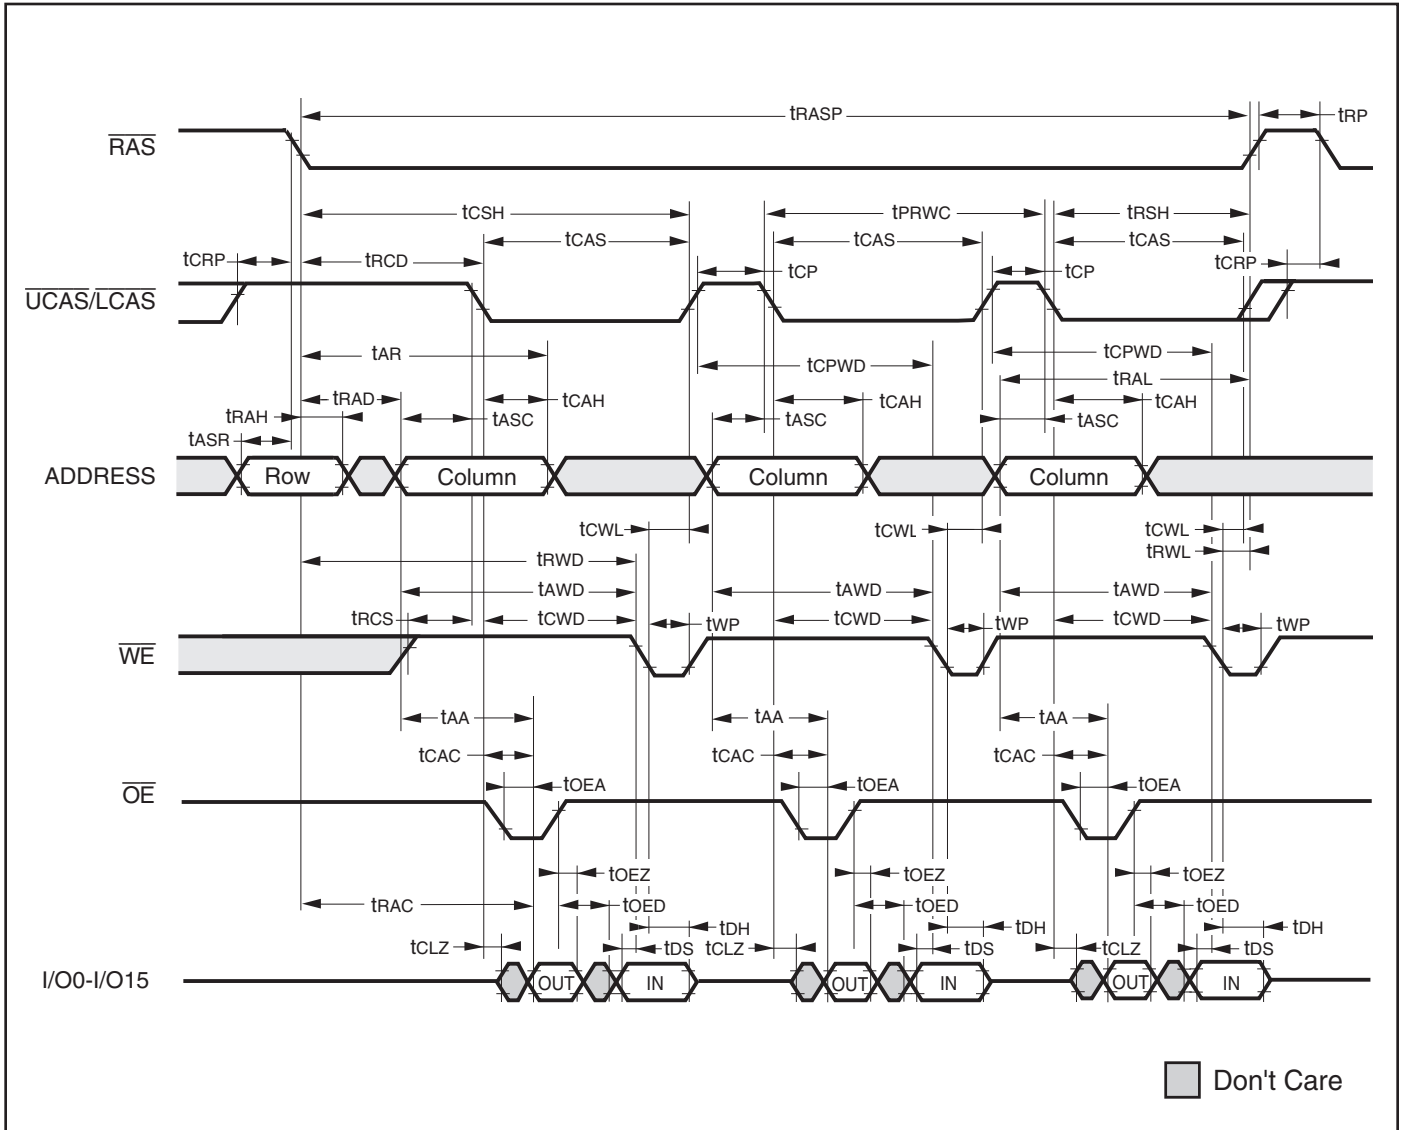 tRASP
tRP
RAS
tCSH
tPRWC
tRSH
tCAS
tCAS
tCAS
tCRP
tRCD
tCP
tCP
tCRP
UCAS/LCAS
tAR
tCPWD
tCPWD
tRAL
tRAD
tCAH
tCAH
tCAH
tRAH
tASC
tASC
tASC
tASR
ADDRESS
Row
Column
Column
Column
tCWL
tCWL
tCWL
tRWL
tRWD
tAWD
tAWD
tAWD
tRCS
tCWD
tWP
tCWD
tWP
tCWD
tWP
WE
tAA
tAA
tAA
tCAC
tCAC
tCAC
tOEA
tOEA
tOEA
OE
tOEZ
tOEZ
tOEZ
tRAC
tOED
tOED
tOED
tDH
tDH
tDH
tCLZ
tDS
tCLZ
tDS
tCLZ
tDS
I/O0-I/O15
OUT
IN
OUT
IN
OUT
IN
Don't Care